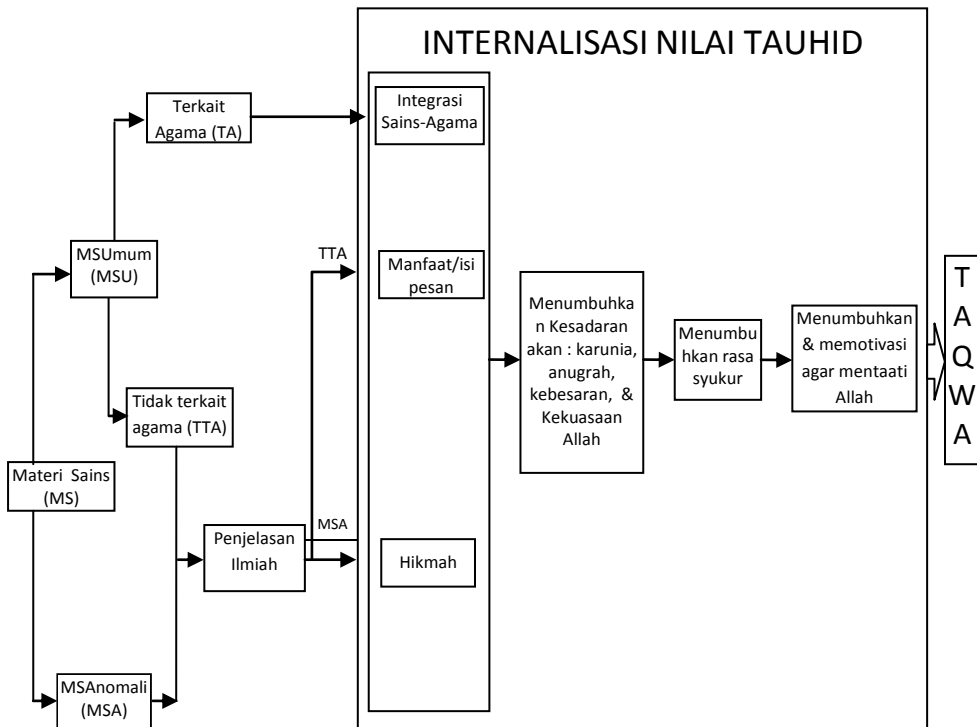 INTERNALISASI NILAI TAUHID
Terkait
Agama (TA)
Integrasi
Sains-Agama
MSUmum
(MSU)
TTA
Manfaat/isi
pesan
Menumbuhka
n Kesadaran
akan : karunia,
anugrah,
kebesaran, &
Kekuasaan
Allah
Menumbu
hkan rasa
syukur
Menumbuhkan
& memotivasi
agar mentaati
Allah
T
A
Q
W
A
Tidak terkait
agama (TTA)
Materi Sains
(MS)
Penjelasan
Ilmiah
MSA
Hikmah
MSAnomali
(MSA)